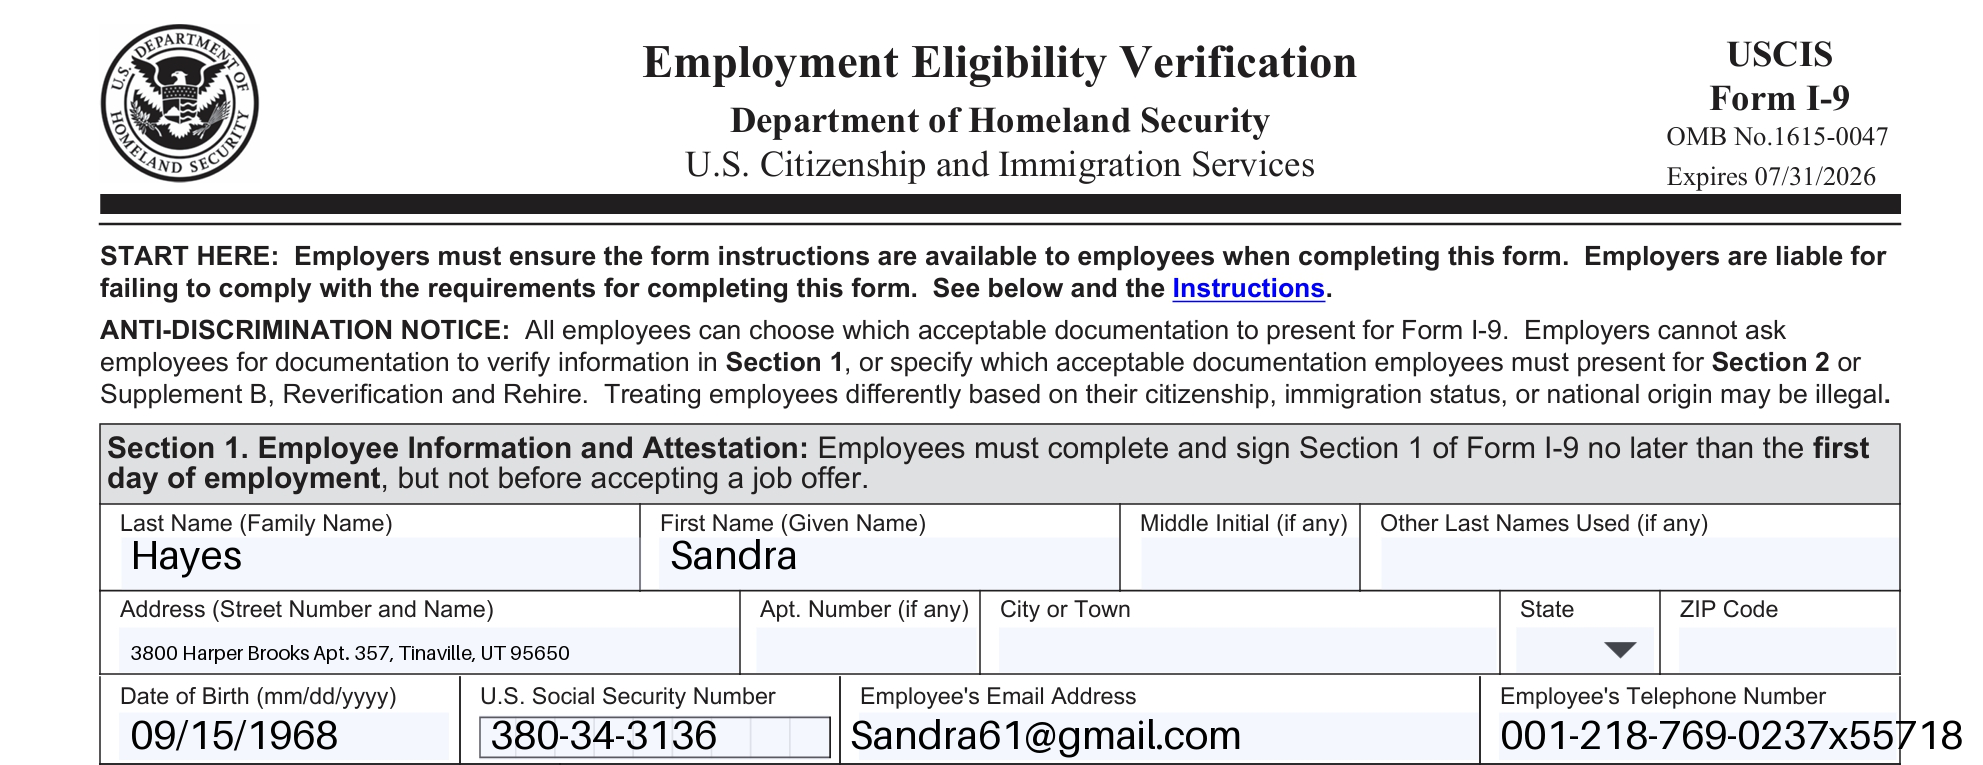 U.S. DEPARTMENT OF HOMELAND SECURITY
Employment Eligibility Verification
Department of Homeland Security
U.S. Citizenship and Immigration Services
USCIS
Form I-9
OMB No.1615-0047
Expires 07/31/2026
START HERE: Employers must ensure the form instructions are available to employees when completing this form. Employers are liable for
failing to comply with the requirements for completing this form. See below and the Instructions.
ANTI-DISCRIMINATION NOTICE: All employees can choose which acceptable documentation to present for Form I-9. Employers cannot ask
employees for documentation to verify information in Section 1, or specify which acceptable documentation employees must present for Section 2 or
Supplement B, Reverification and Rehire. Treating employees differently based on their citizenship, immigration status, or national origin may be illegal.
Section 1. Employee Information and Attestation: Employees must complete and sign Section 1 of Form I-9 no later than the first
day of employment, but not before accepting a job offer.
Last Name (Family Name) First Name (Given Name) Middle Initial (if any) Other Last Names Used (if any)
Hayes Sandra
Address (Street Number and Name) Apt. Number (if any) City or Town State ZIP Code
3800 Harper Brooks Apt. 357, Tinaville, UT 95650
Date of Birth (mm/dd/yyyy) U.S. Social Security Number Employee's Email Address Employee's Telephone Number
09/15/1968 380-34-3136 Sandra61@gmail.com 001-218-769-0237x55718